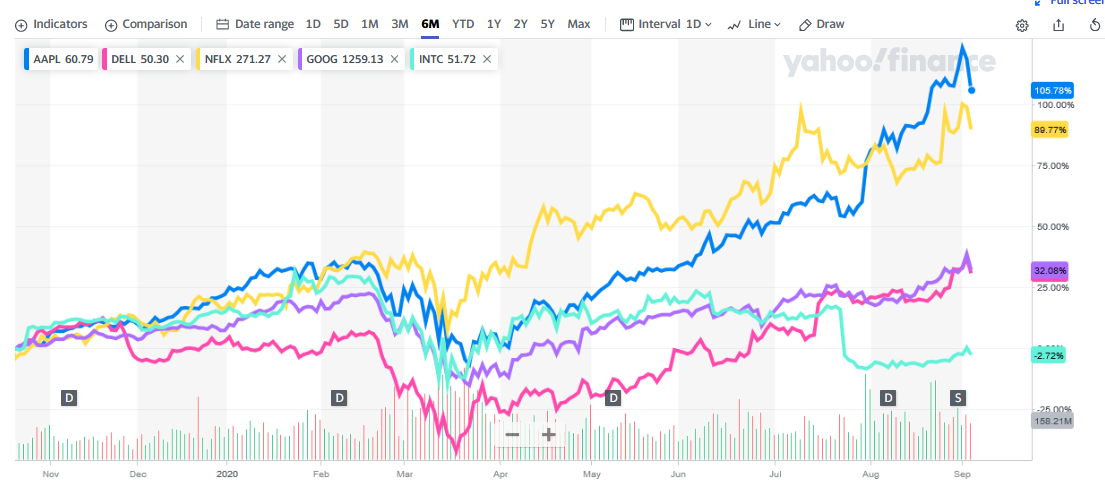 Full screen
Indicators Comparison Date range 1D 5D 1M 3M 6M YTD 1Y 2Y 5Y Max Interval 1D Line Draw
AAPL 60.79 DELL 50.30 × NFLX 271.27 × GOOG 1259.13 × INTC 51.72 ×
yahoo!finance
105.78%
100.00%
89.77%
75.00%
50.00%
32.08%
25.00%
-2.72%
D D D D S
-25.00%
158.21M
Nov Dec 2020 Feb Mar Apr May Jun Jul Aug Sep